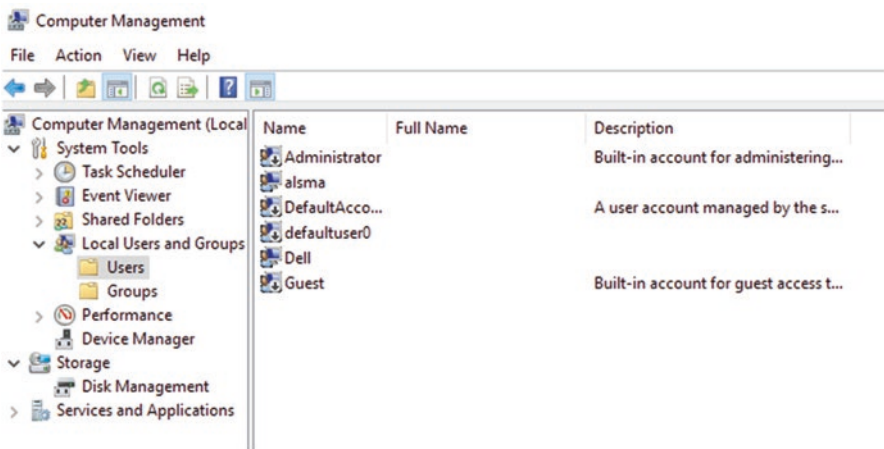 Computer Management
File Action View Help
Computer Management (Local
System Tools
Task Scheduler
Event Viewer
Shared Folders
Local Users and Groups
Users
Groups
Performance
Device Manager
Storage
Disk Management
Services and Applications
Name Full Name Description
Administrator Built-in account for administering...
alsma
DefaultAcco... A user account managed by the s...
defaultuser0
Dell
Guest Built-in account for guest access t...